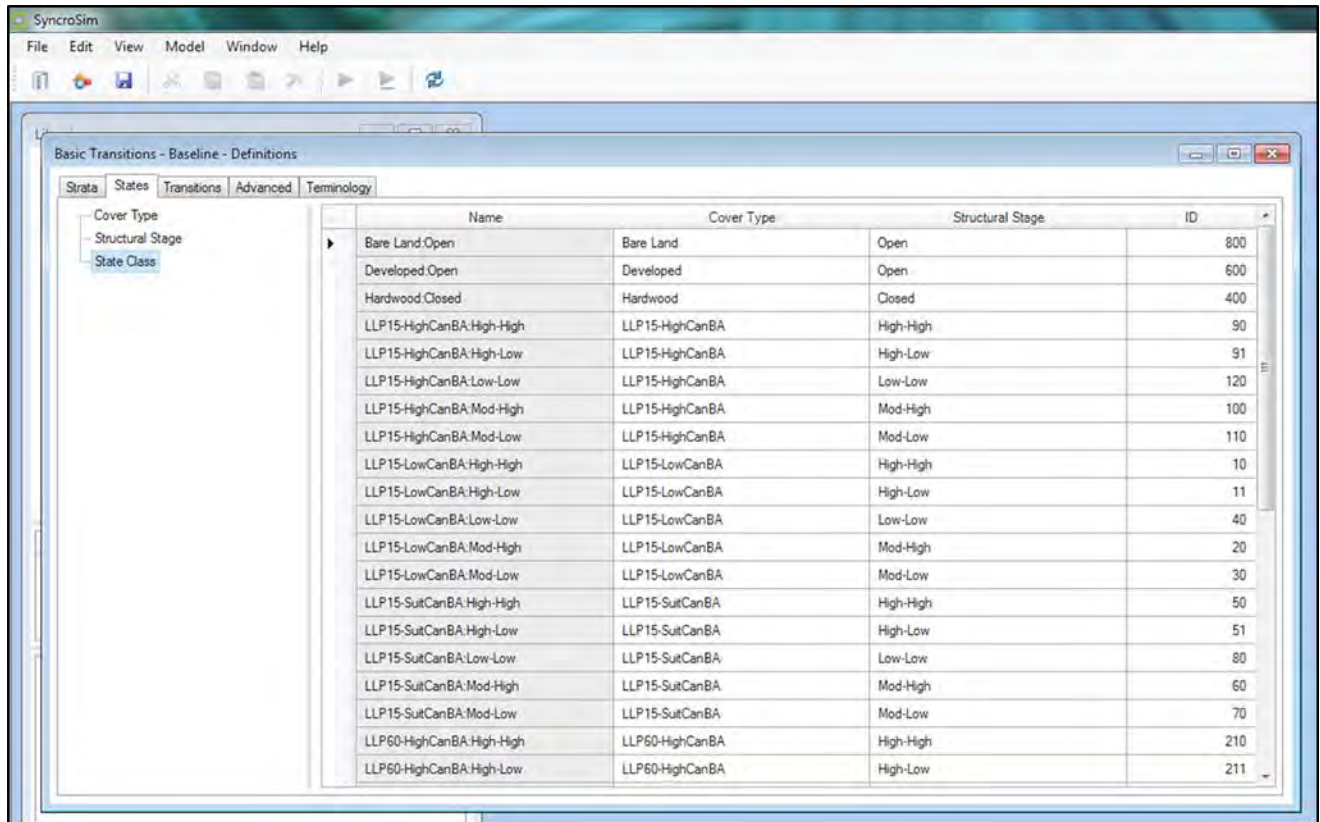 SyncroSim
File Edit View Model Window Help
Basic Transitions - Baseline - Definitions
Strata States Transitions Advanced Terminology
Cover Type
Structural Stage
State Class
Name Cover Type Structural Stage ID
Bare Land:Open Bare Land Open 800
Developed:Open Developed Open 600
Hardwood:Closed Hardwood Closed 400
LLP15-HighCanBA:High-High LLP15-HighCanBA High-High 90
LLP15-HighCanBA:High-Low LLP15-HighCanBA High-Low 91
LLP15-HighCanBA:Low-Low LLP15-HighCanBA Low-Low 120
LLP15-HighCanBA:Mod-High LLP15-HighCanBA Mod-High 100
LLP15-HighCanBA:Mod-Low LLP15-HighCanBA Mod-Low 110
LLP15-LowCanBA:High-High LLP15-LowCanBA High-High 10
LLP15-LowCanBA:High-Low LLP15-LowCanBA High-Low 11
LLP15-LowCanBA:Low-Low LLP15-LowCanBA Low-Low 40
LLP15-LowCanBA:Mod-High LLP15-LowCanBA Mod-High 20
LLP15-LowCanBA:Mod-Low LLP15-LowCanBA Mod-Low 30
LLP15-SuitCanBA:High-High LLP15-SuitCanBA High-High 50
LLP15-SuitCanBA:High-Low LLP15-SuitCanBA High-Low 51
LLP15-SuitCanBA:Low-Low LLP15-SuitCanBA Low-Low 80
LLP15-SuitCanBA:Mod-High LLP15-SuitCanBA Mod-High 60
LLP15-SuitCanBA:Mod-Low LLP15-SuitCanBA Mod-Low 70
LLP60-HighCanBA:High-High LLP60-HighCanBA High-High 210
LLP60-HighCanBA:High-Low LLP60-HighCanBA High-Low 211